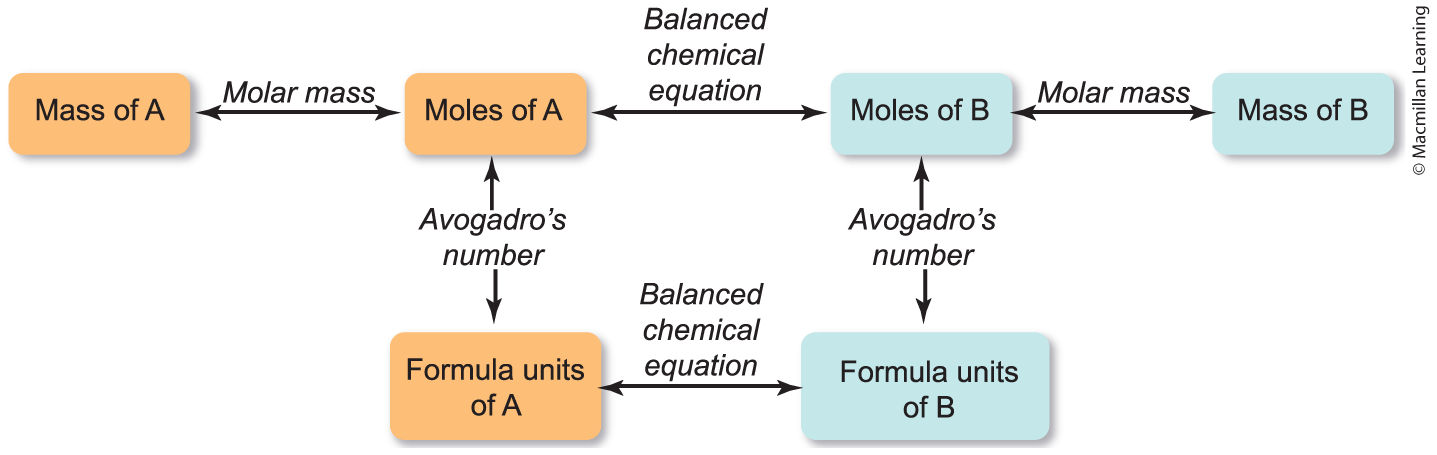 Balanced
chemical
equation
Mass of A
Molar mass
Moles of A
Moles of B
Molar mass
Mass of B
Avogadro’s
number
Avogadro’s
number
Balanced
chemical
equation
Formula units
of A
Formula units
of B
© Macmillan Learning